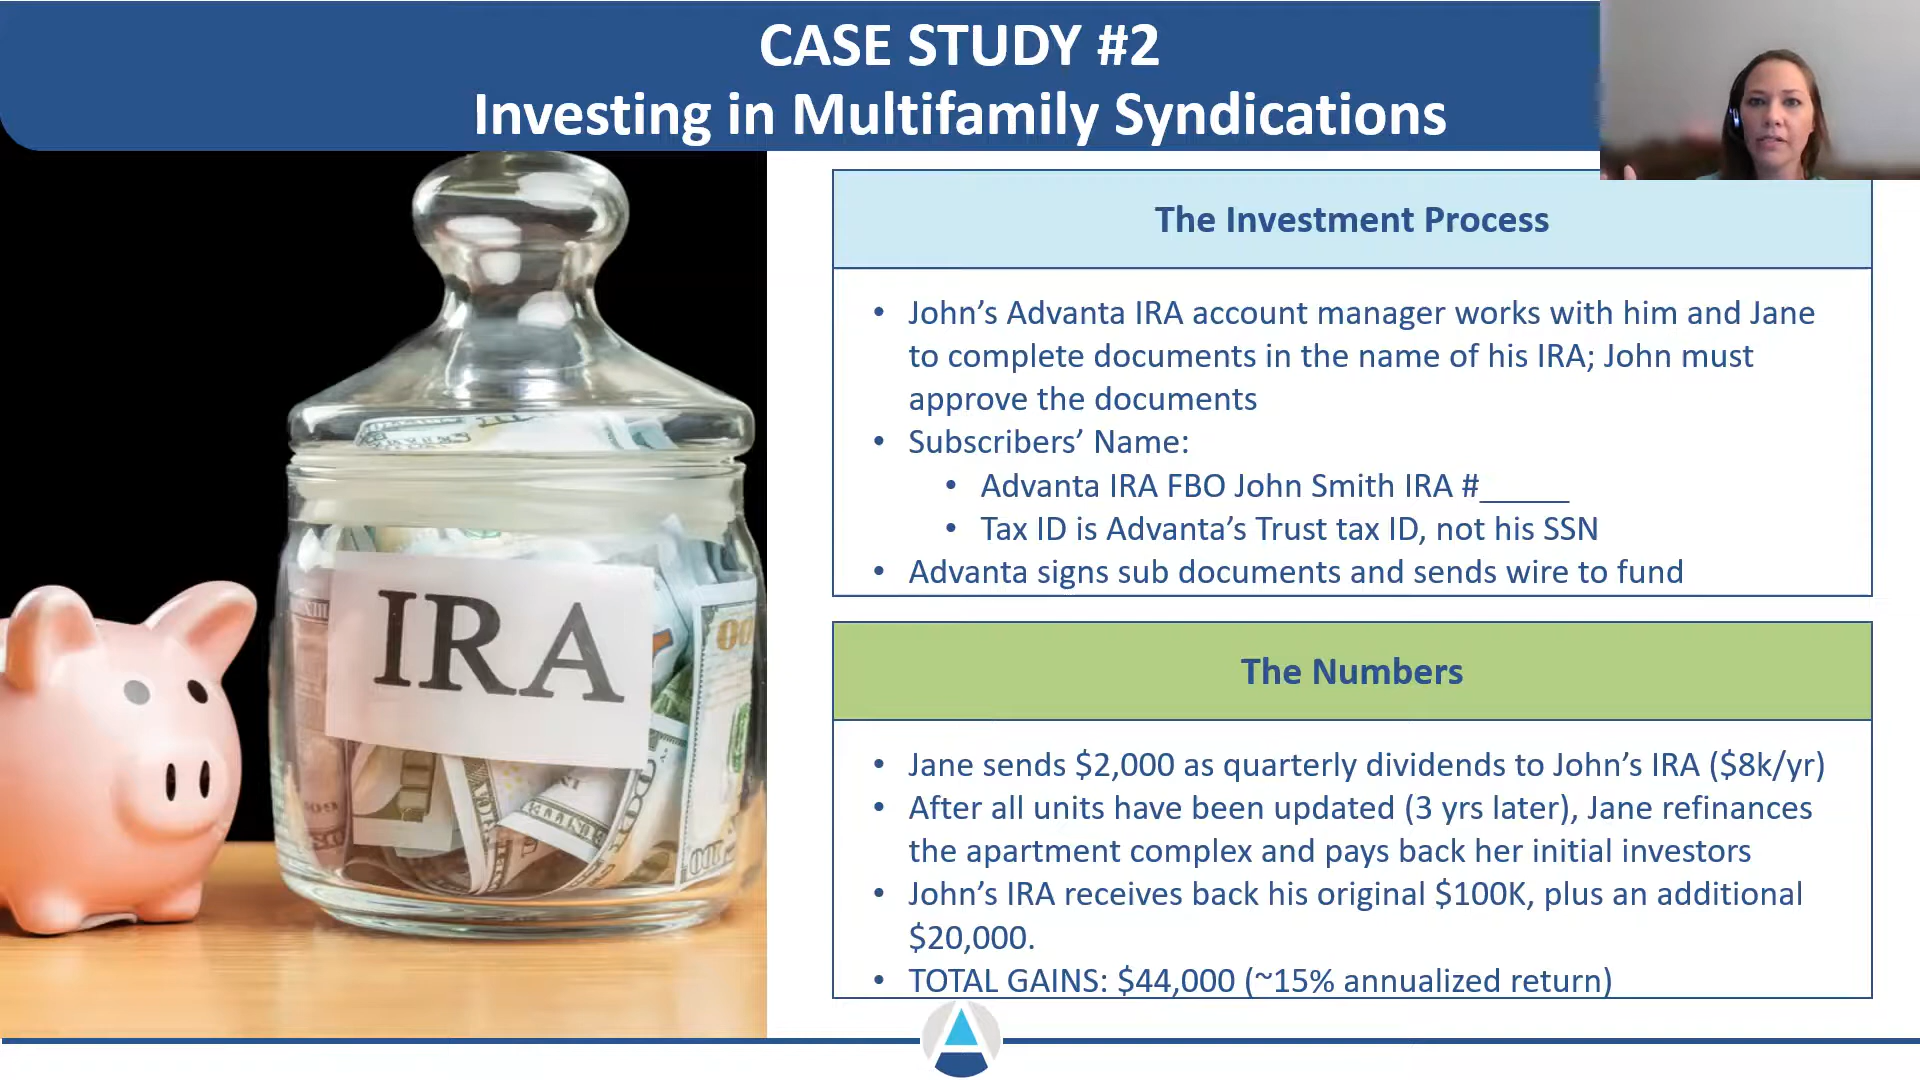 CASE STUDY #2
Investing in Multifamily Syndications
The Investment Process
• John’s Advanta IRA account manager works with him and Jane
to complete documents in the name of his IRA; John must
approve the documents
• Subscribers’ Name:
• Advanta IRA FBO John Smith IRA #_____
• Tax ID is Advanta’s Trust tax ID, not his SSN
• Advanta signs sub documents and sends wire to fund
IRA
The Numbers
• Jane sends $2,000 as quarterly dividends to John’s IRA ($8k/yr)
• After all units have been updated (3 yrs later), Jane refinances
the apartment complex and pays back her initial investors
• John’s IRA receives back his original $100K, plus an additional
$20,000.
• TOTAL GAINS: $44,000 (~15% annualized return)